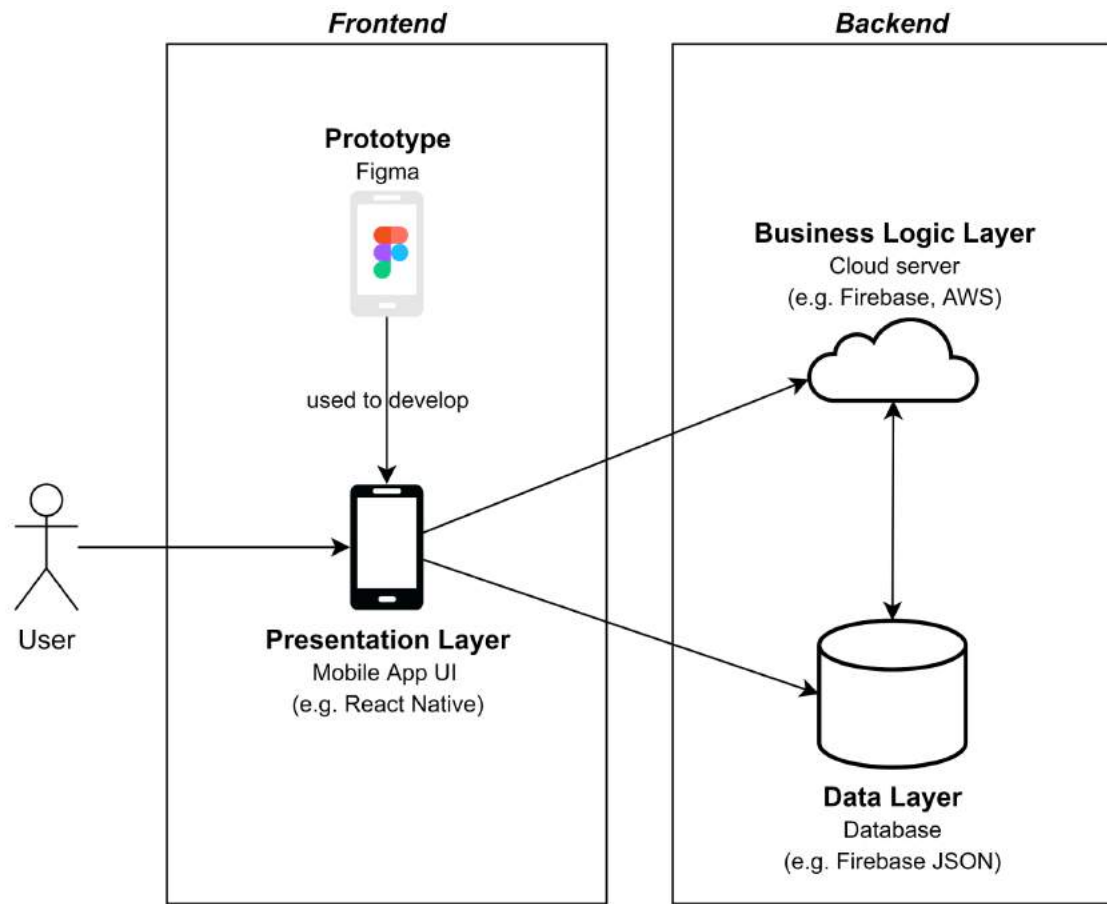 Frontend
Backend
Prototype
Figma
used to develop
User
Presentation Layer
Mobile App UI
(e.g. React Native)
Business Logic Layer
Cloud server
(e.g. Firebase, AWS)
Data Layer
Database
(e.g. Firebase JSON)